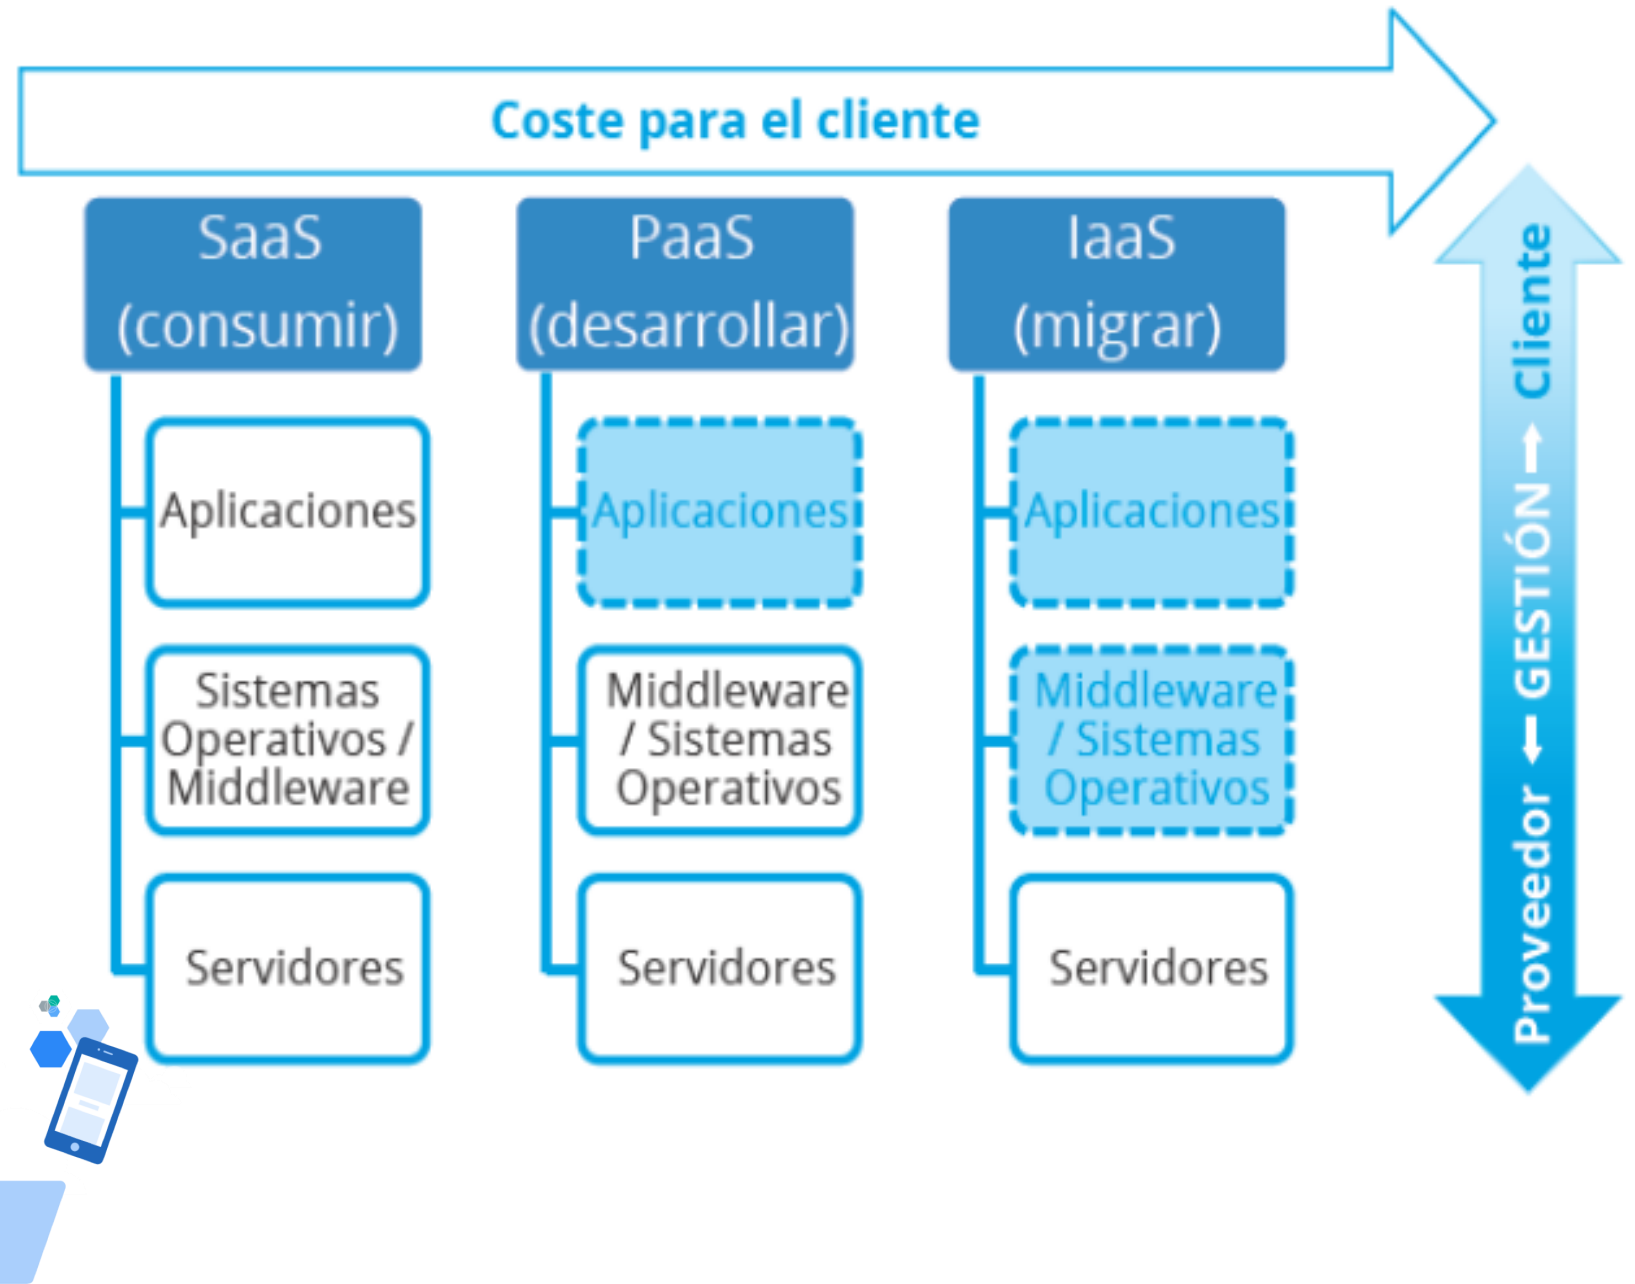 Coste para el cliente
SaaS
(consumir)
Aplicaciones
Sistemas
Operativos /
Middleware
Servidores
PaaS
(desarrollar)
Aplicaciones
Middleware
/ Sistemas
Operativos
Servidores
IaaS
(migrar)
Aplicaciones
Middleware
/ Sistemas
Operativos
Servidores
Proveedor ← GESTIÓN → Cliente